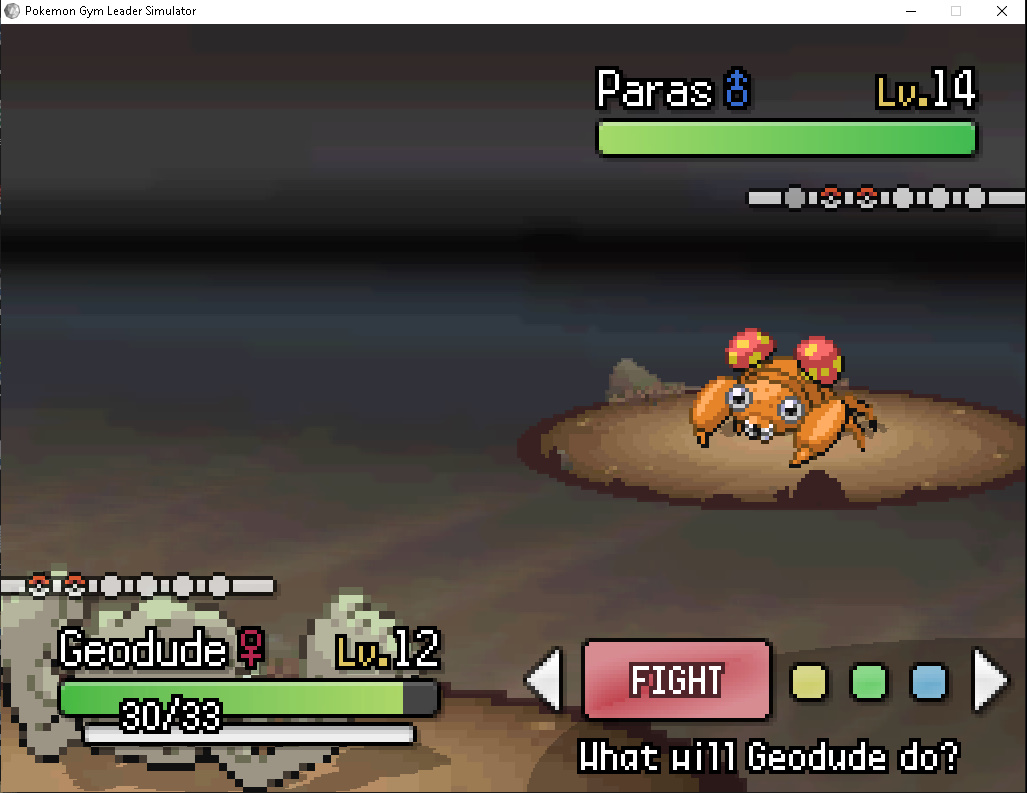 Pokemon Gym Leader Simulator
Paras♂ Lv.14
Geodude♀ Lv.12
30/33
FIGHT
What will Geodude do?